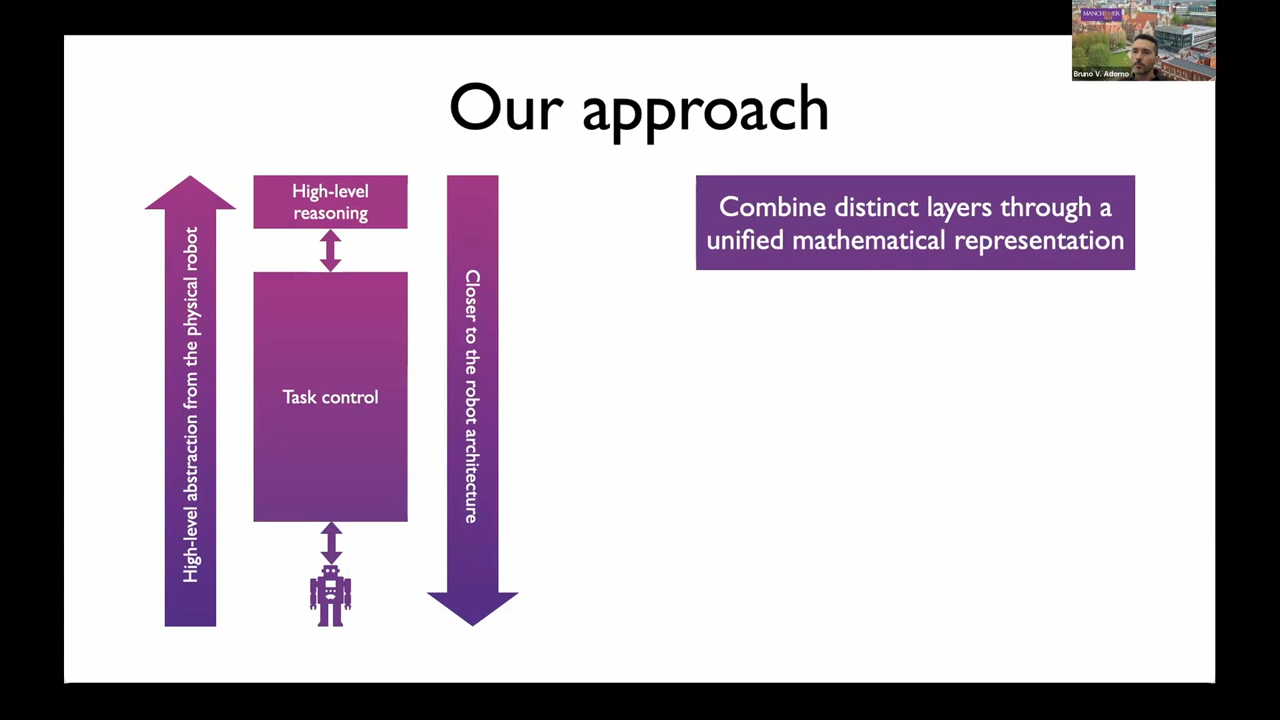 MANCHESTER
Bruno V. Adorno
Our approach
High-level abstraction from the physical robot
High-level
reasoning
Task control
Closer to the robot architecture
Combine distinct layers through a
unified mathematical representation